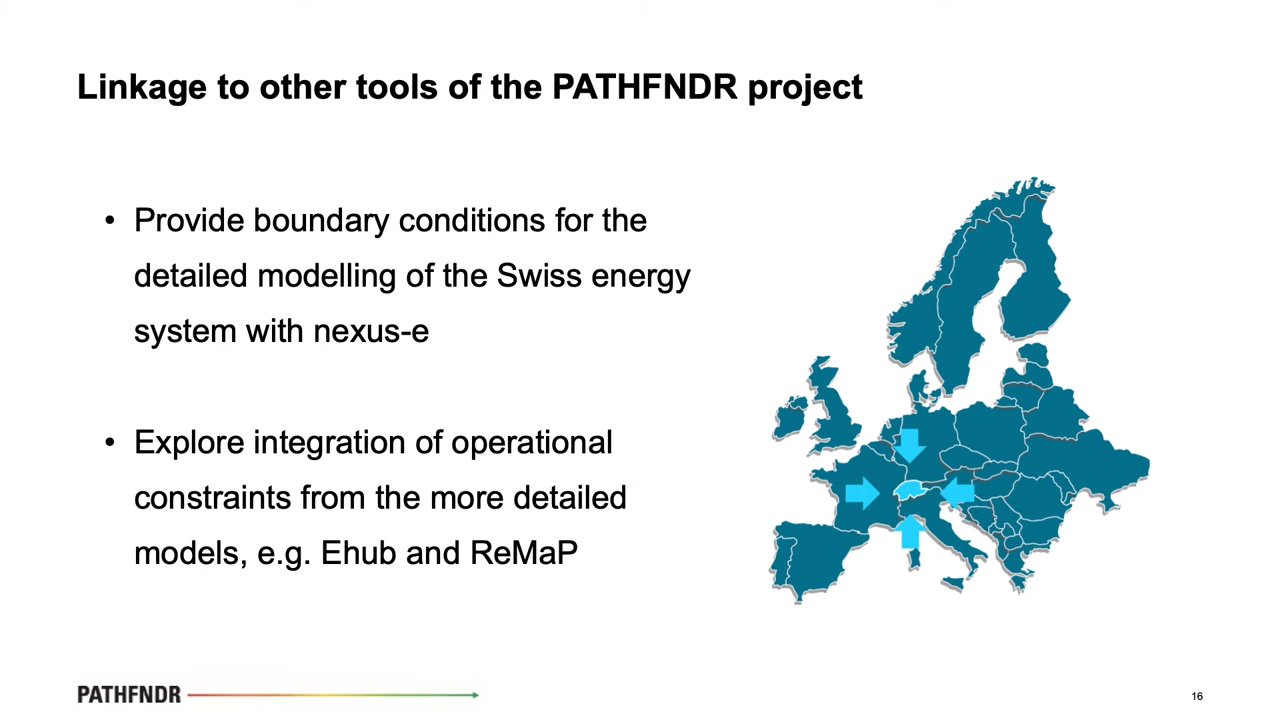 Linkage to other tools of the PATHFNDR project
• Provide boundary conditions for the
detailed modelling of the Swiss energy
system with nexus-e
• Explore integration of operational
constraints from the more detailed
models, e.g. Ehub and ReMaP
PATHFNDR
16